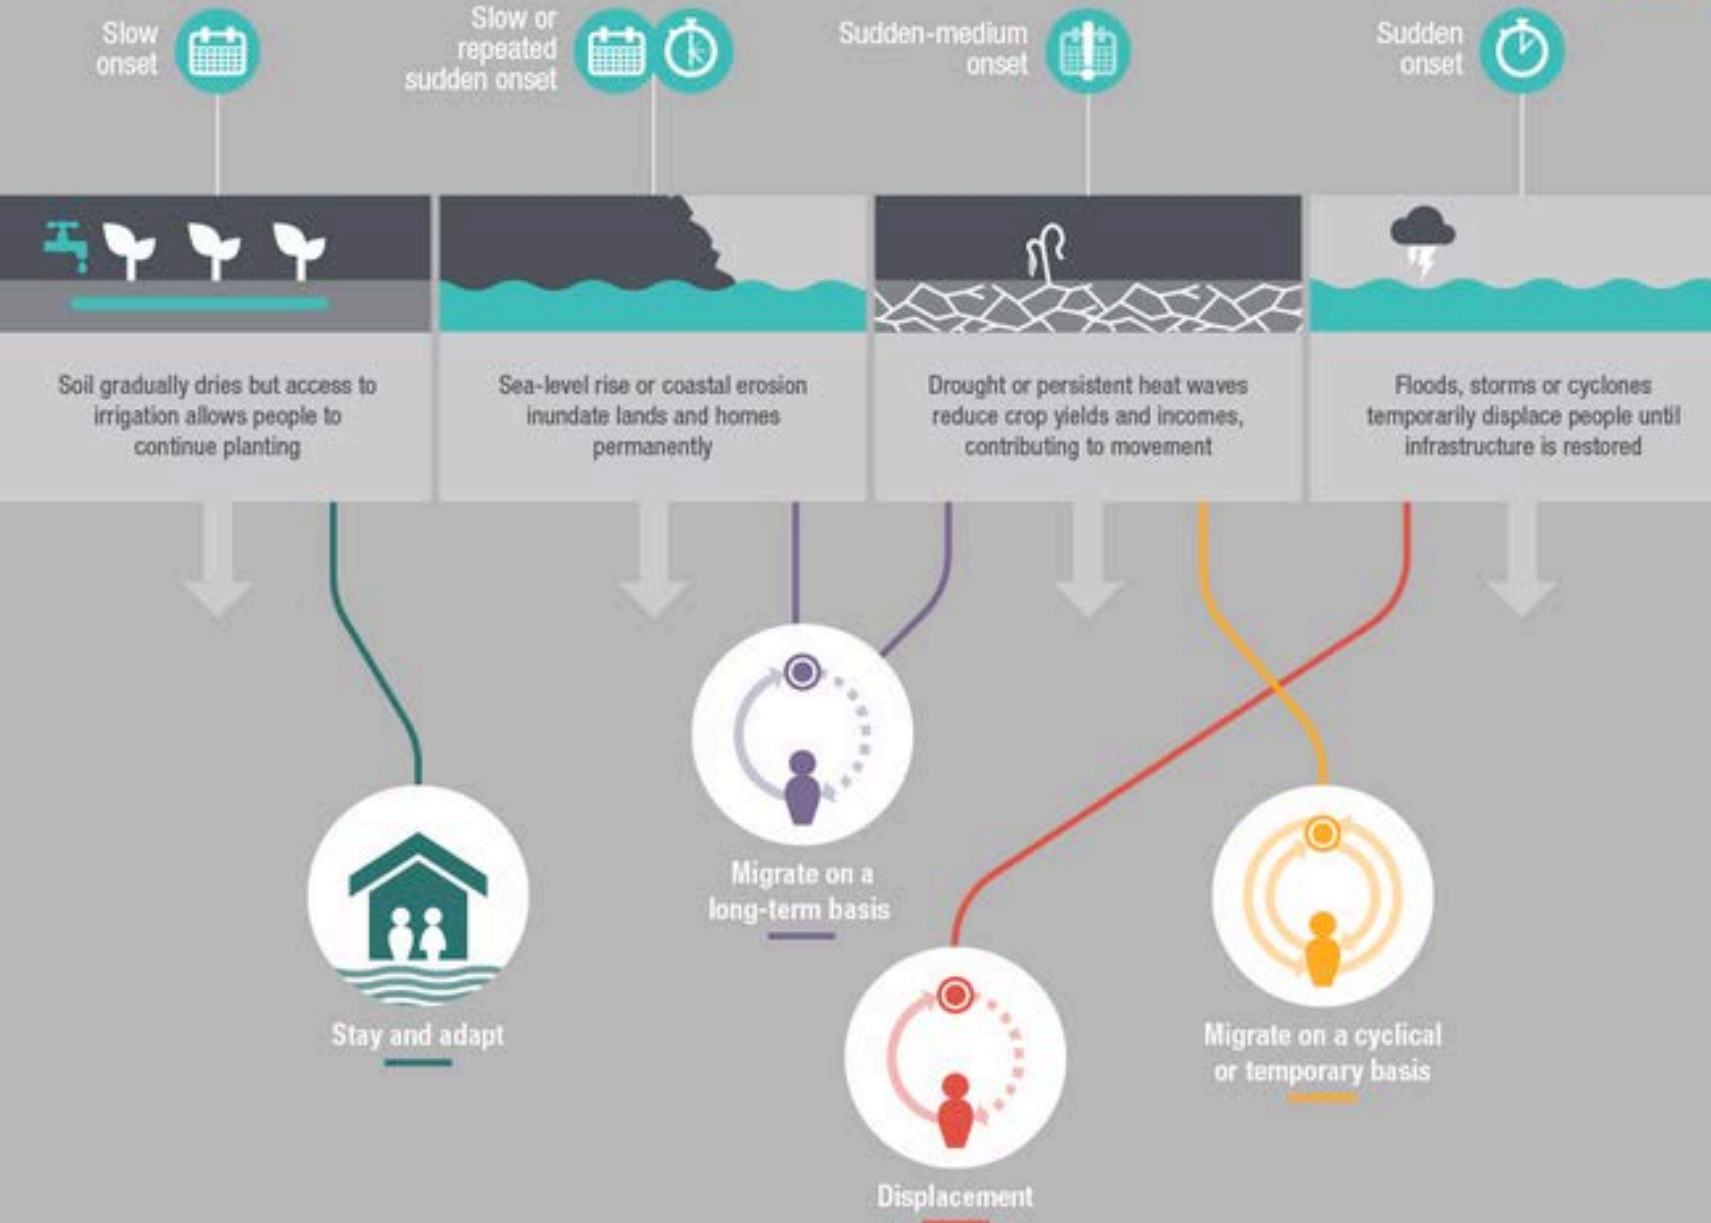 Slow
onset
Slow or
repeated
sudden onset
Sudden-medium
onset
Sudden
onset
Soil gradually dries but access to
irrigation allows people to
continue planting
Sea-level rise or coastal erosion
inundate lands and homes
permanently
Drought or persistent heat waves
reduce crop yields and incomes,
contributing to movement
Floods, storms or cyclones
temporarily displace people until
infrastructure is restored
Migrate on a
long-term basis
Stay and adapt
Migrate on a cyclical
or temporary basis
Displacement